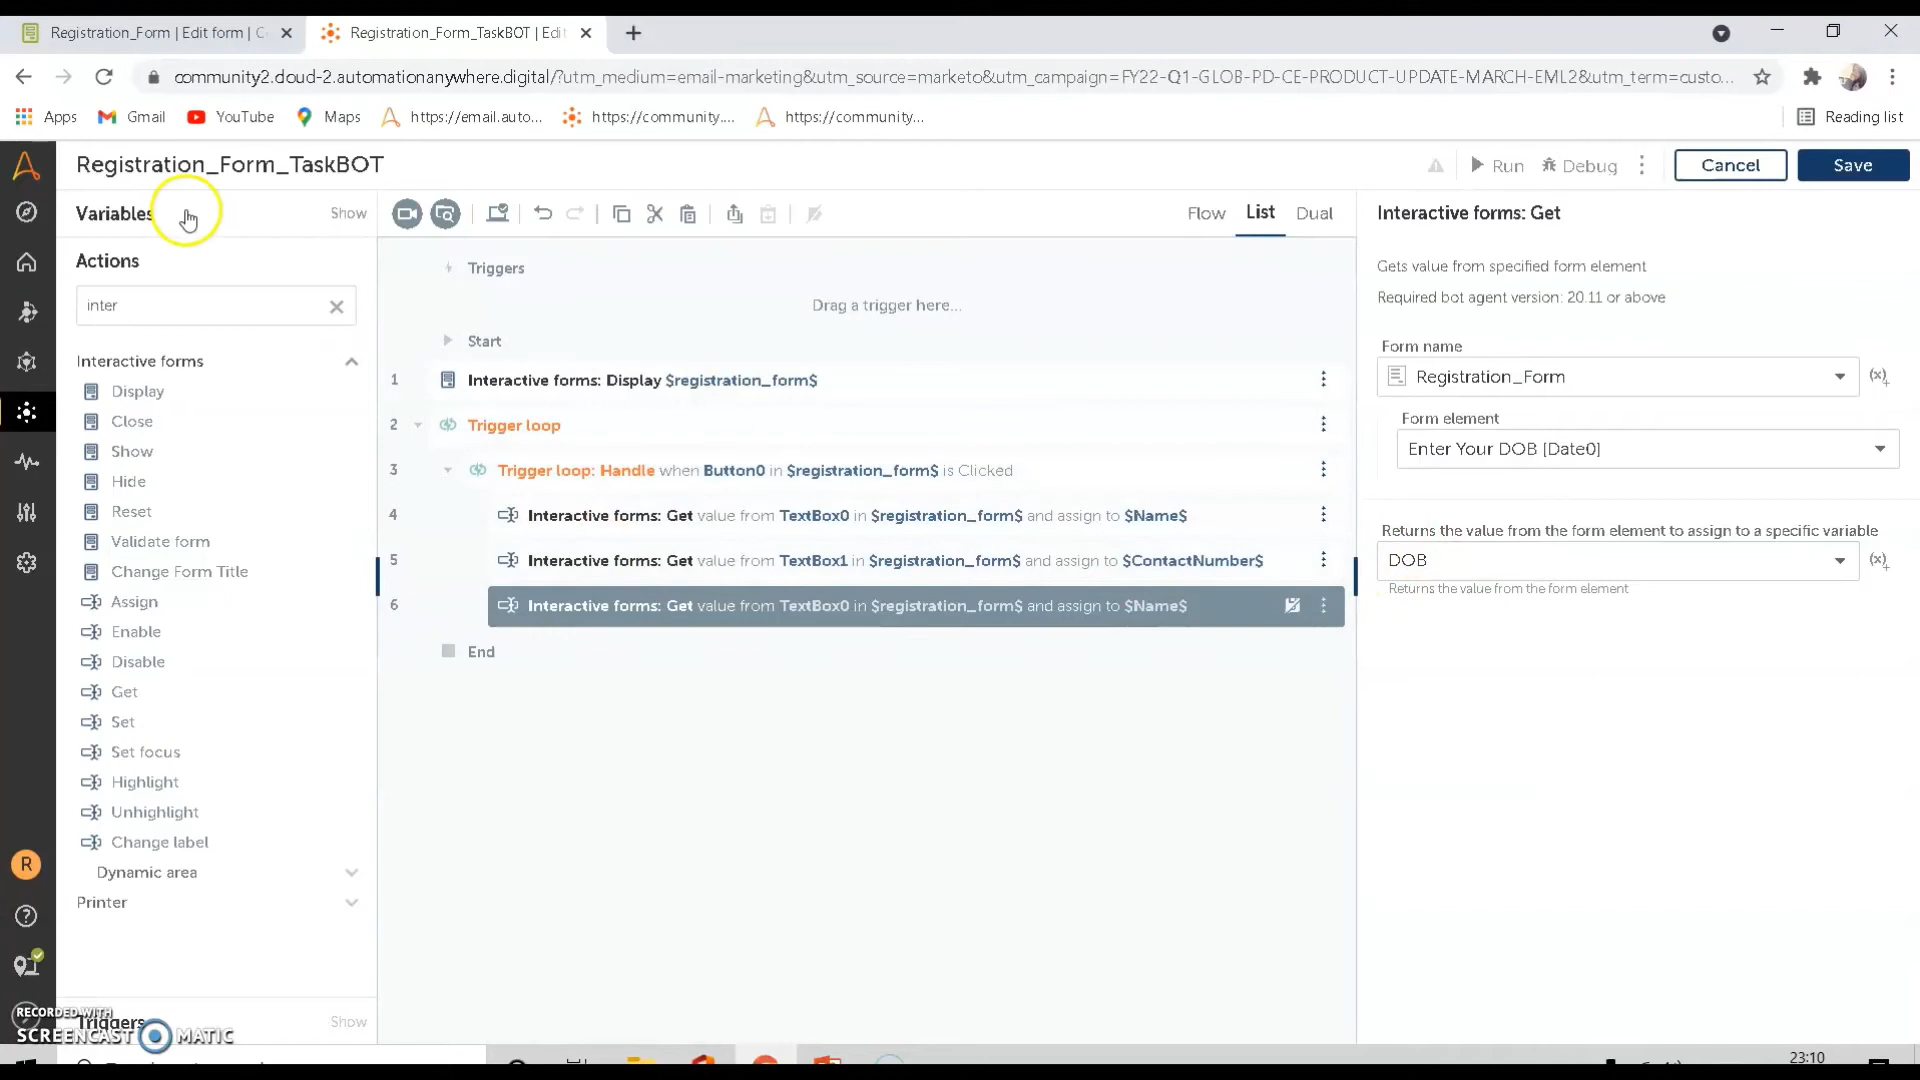 Registration_Form | Edit form | C
Registration_Form_TaskBOT | Edit
community2.cloud-2.automationanywhere.digital/?utm_medium=email-marketing&utm_source=marketo&utm_campaign=FY22-Q1-GLOB-PD-CE-PRODUCT-UPDATE-MARCH-EML2&utm_term=custo...
Apps Gmail YouTube Maps https://email.auto... https://community.... https://community... Reading list
Registration_Form_TaskBOT Run Debug Cancel Save
Variables Show
Flow List Dual
Actions
inter
Interactive forms
Display
Close
Show
Hide
Reset
Validate form
Change Form Title
Assign
Enable
Disable
Get
Set
Set focus
Highlight
Unhighlight
Change label
Dynamic area
Printer
Triggers Show
R
Triggers
Drag a trigger here...
Start
1 Interactive forms: Display $registration_form$
2 Trigger loop
3 Trigger loop: Handle when Button0 in $registration_form$ is Clicked
4 Interactive forms: Get value from TextBox0 in $registration_form$ and assign to $Name$
5 Interactive forms: Get value from TextBox1 in $registration_form$ and assign to $ContactNumber$
6 Interactive forms: Get value from TextBox0 in $registration_form$ and assign to $Name$
End
Interactive forms: Get
Gets value from specified form element
Required bot agent version: 20.11 or above
Form name
Registration_Form
(x)+
Form element
Enter Your DOB [Date0]
Returns the value from the form element to assign to a specific variable
DOB
(x)+
Returns the value from the form element
RECORDED WITH
SCREENCAST MATIC
23:10